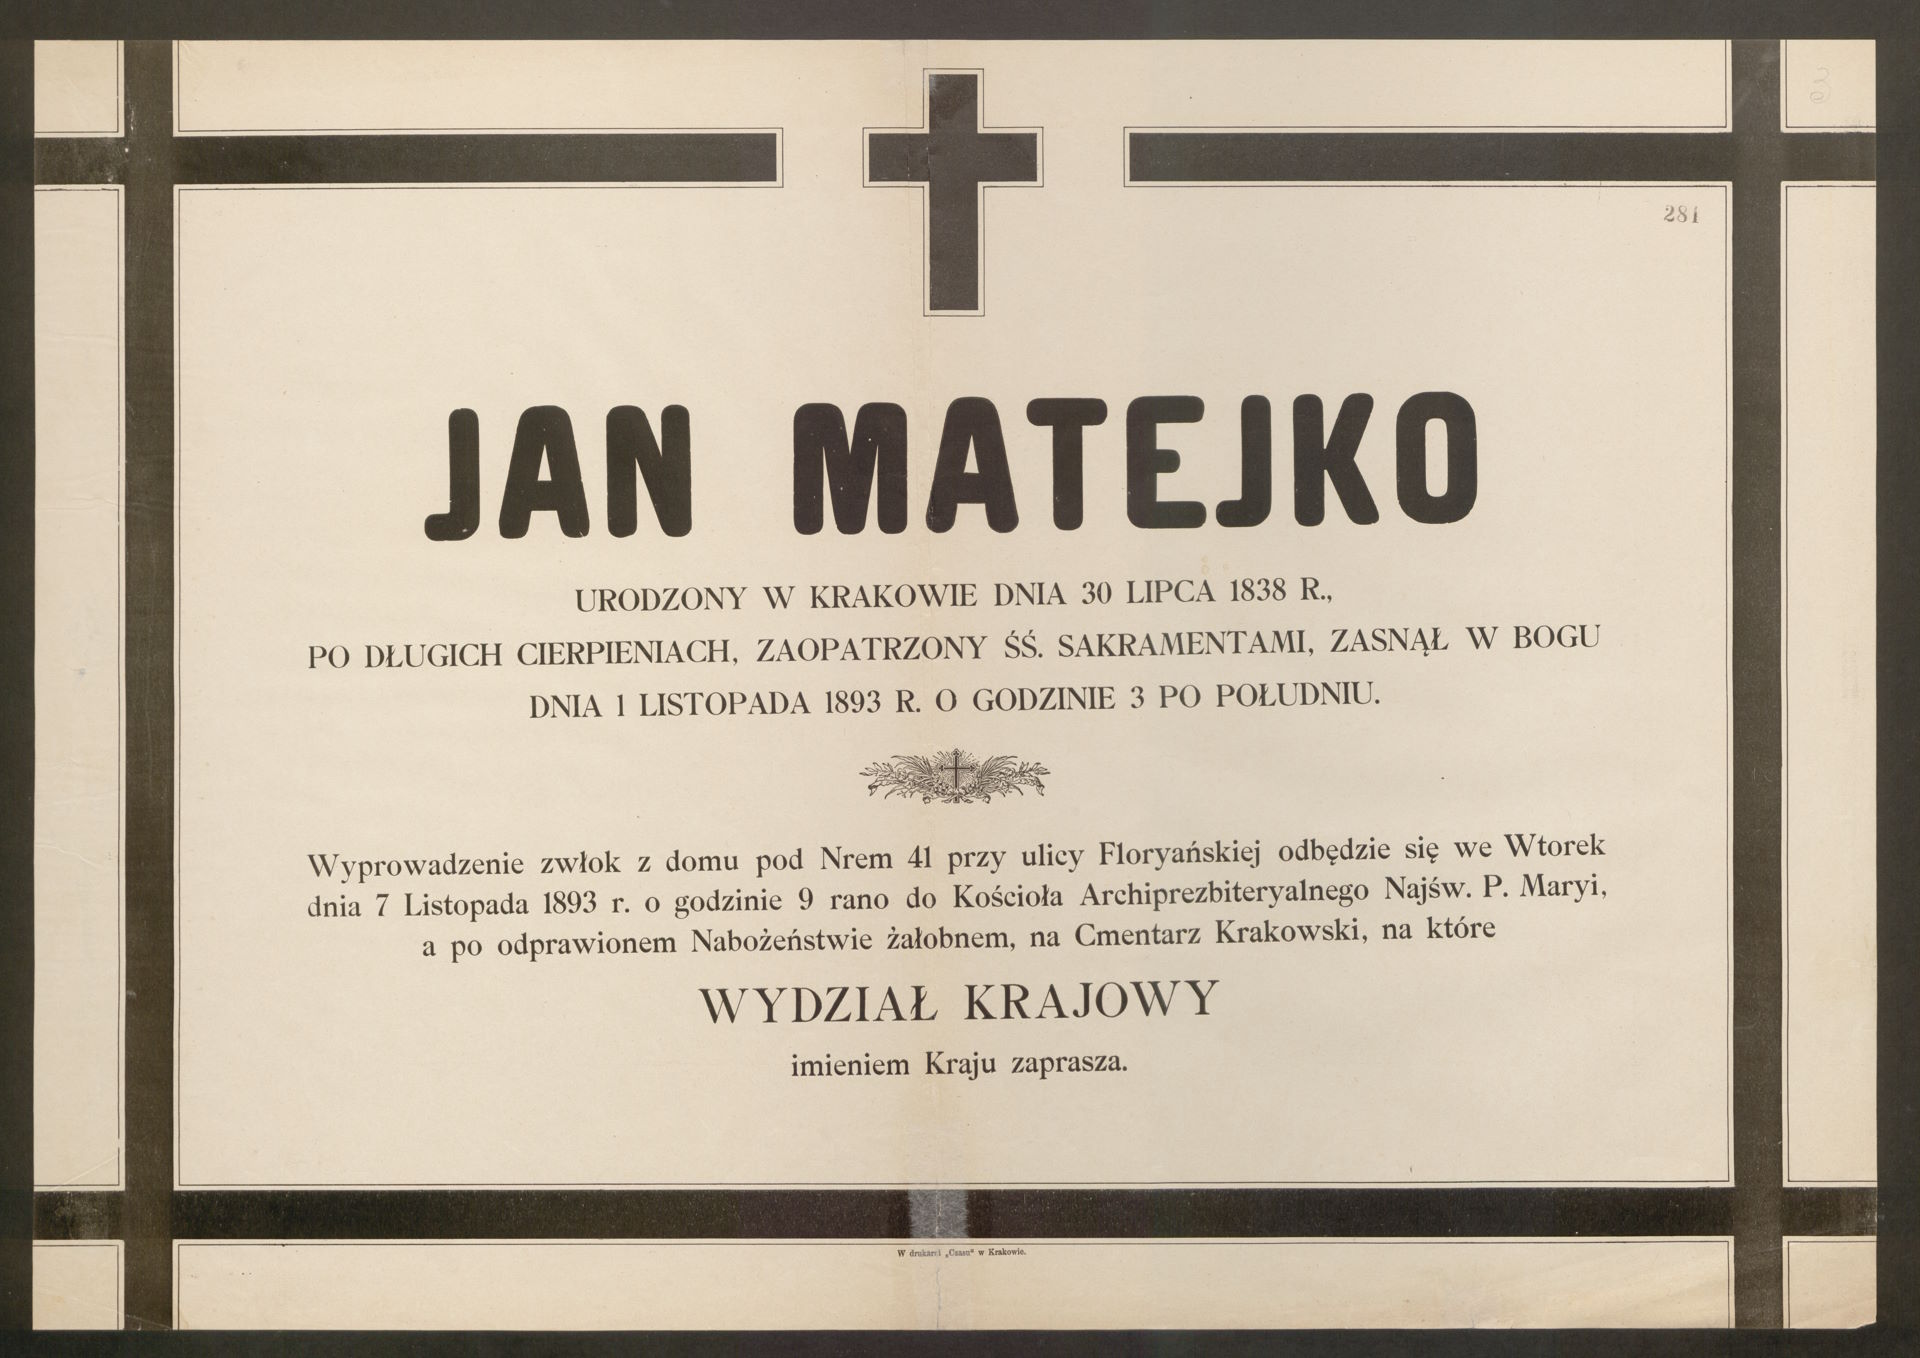 281
JAN MATEJKO
URODZONY W KRAKOWIE DNIA 30 LIPCA 1838 R.,
PO DŁUGICH CIERPIENIACH, ZAOPATRZONY ŚŚ. SAKRAMENTAMI, ZASNĄŁ W BOGU
DNIA 1 LISTOPADA 1893 R. O GODZINIE 3 PO POŁUDNIU.
Wyprowadzenie zwłok z domu pod Nrem 41 przy ulicy Floryańskiej odbędzie się we Wtorek
dnia 7 Listopada 1893 r. o godzinie 9 rano do Kościoła Archiprezbiteryalnego Najśw. P. Maryi,
a po odprawionem Nabożeństwie żałobnem, na Cmentarz Krakowski, na które
WYDZIAŁ KRAJOWY
imieniem Kraju zaprasza.
W drukarni „Czasu" w Krakowie.